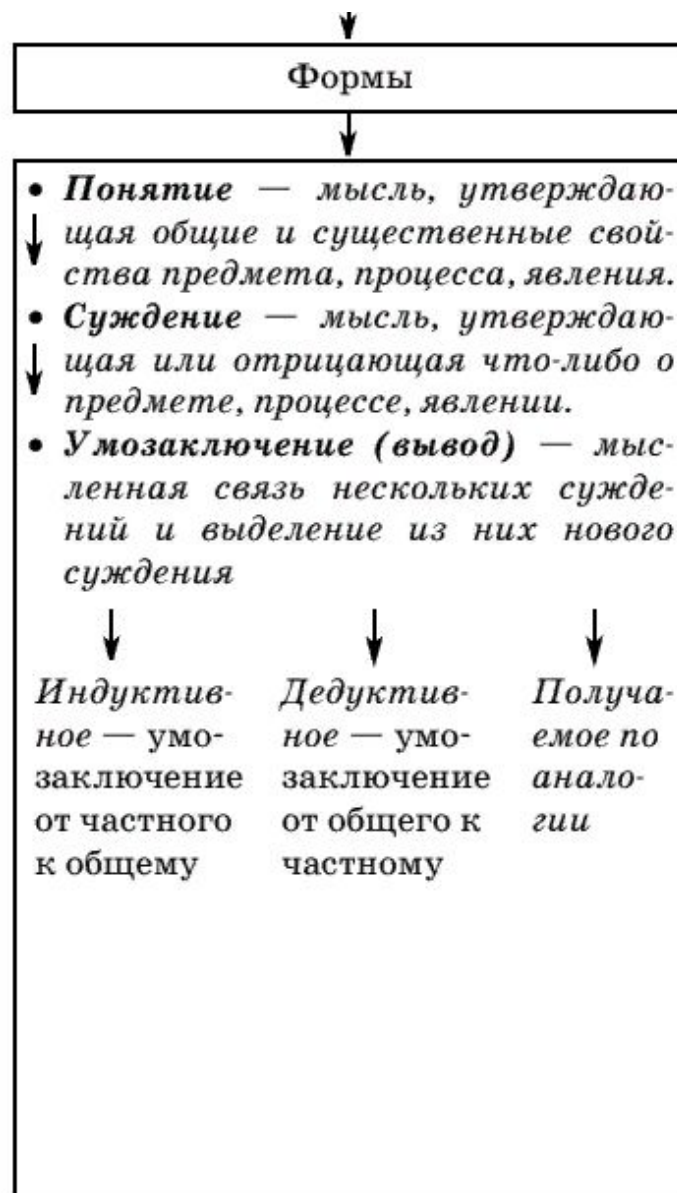 Формы
• Понятие — мысль, утверждаю-
щая общие и существенные свой-
ства предмета, процесса, явления.
• Суждение — мысль, утверждаю-
щая или отрицающая что-либо о
предмете, процессе, явлении.
• Умозаключение (вывод) — мыс-
ленная связь нескольких сужде-
ний и выделение из них нового
суждения
Индуктив-
ное — умо-
заключение
от частного
к общему
Дедуктив-
ное — умо-
заключение
от общего к
частному
Получа-
емое по
анало-
гии